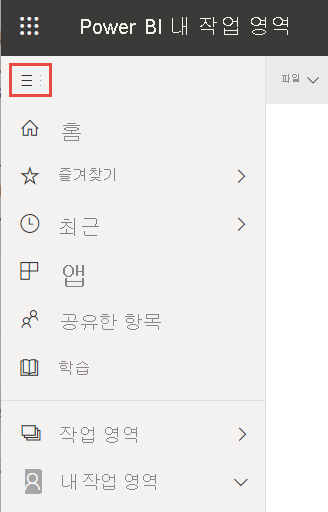 Power BI 내 작업 영역
파일
홈
즐겨찾기
최근
앱
공유한 항목
학습
작업 영역
내 작업 영역